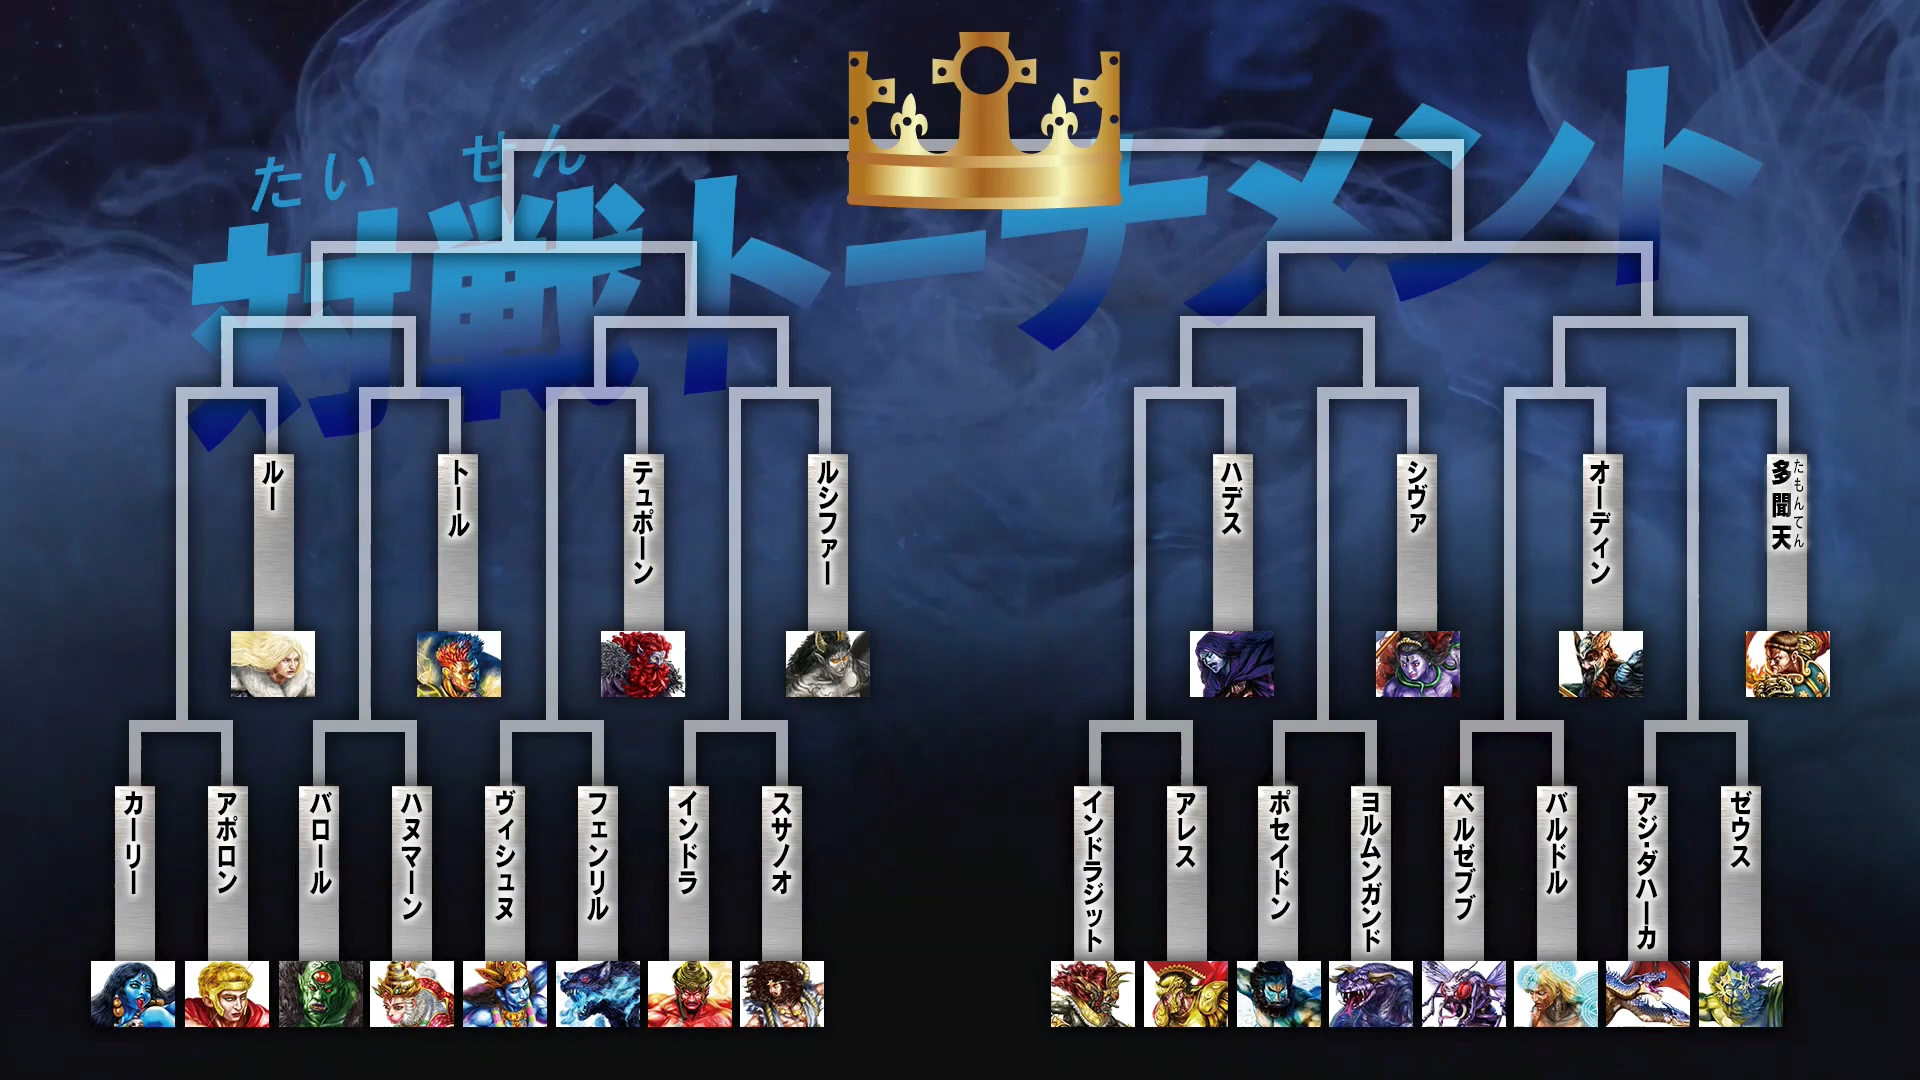 たいせん
対戦トーナメント
ルー
トール
テュポーン
ルシファー
ハデス
シヴァ
オーディン
たもんてん
多聞天
カーリー
アポロン
バロール
ハヌマーン
ヴィシュヌ
フェンリル
インドラ
スサノオ
インドラジット
アレス
ポセイドン
ヨルムンガンド
ベルゼブブ
バルドル
アジ・ダハーカ
ゼウス